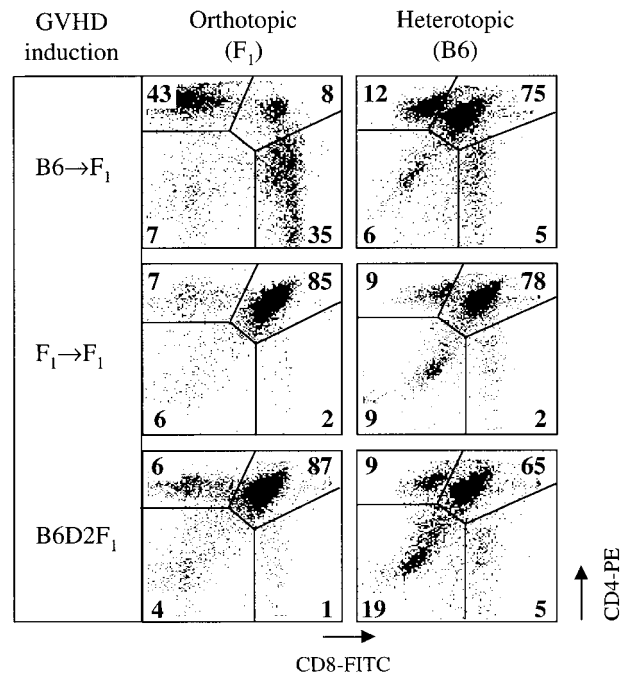 GVHD induction
Orthotopic (F₁)
Heterotopic (B6)
B6→F₁
43 8
7 35
12 75
6 5
F₁→F₁
7 85
6 2
9 78
9 2
B6D2F₁
6 87
4 1
9 65
19 5
CD8-FITC
CD4-PE